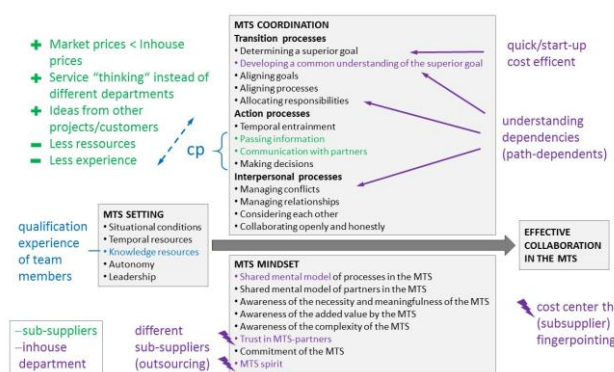 + Market prices < Inhouse
prices
+ Service "thinking" instead of
different departments
+ Ideas from other
projects/customers
− Less ressources
− Less experience
cp
MTS COORDINATION
Transition processes
• Determining a superior goal
• Developing a common understanding of the superior goal
• Aligning goals
• Aligning processes
• Allocating responsibilities
Action processes
• Temporal entrainment
• Passing information
• Communication with partners
• Making decisions
Interpersonal processes
• Managing conflicts
• Managing relationships
• Considering each other
• Collaborating openly and honestly
quick/start-up
cost efficent
understanding
dependencies
(path-dependents)
qualification
experience
of team
members
MTS SETTING
• Situational conditions
• Temporal resources
• Knowledge resources
• Autonomy
• Leadership
EFFECTIVE
COLLABORATION
IN THE MTS
MTS MINDSET
• Shared mental model of processes in the MTS
• Shared mental model of partners in the MTS
• Awareness of the necessity and meaningfulness of the MTS
• Awareness of the added value by the MTS
• Awareness of the complexity of the MTS
• Trust in MTS-partners
• Commitment of the MTS
• MTS spirit
–sub-suppliers
–inhouse
department
different
sub-suppliers
(outsourcing)
cost center th
(subsupplier)
fingerpointing